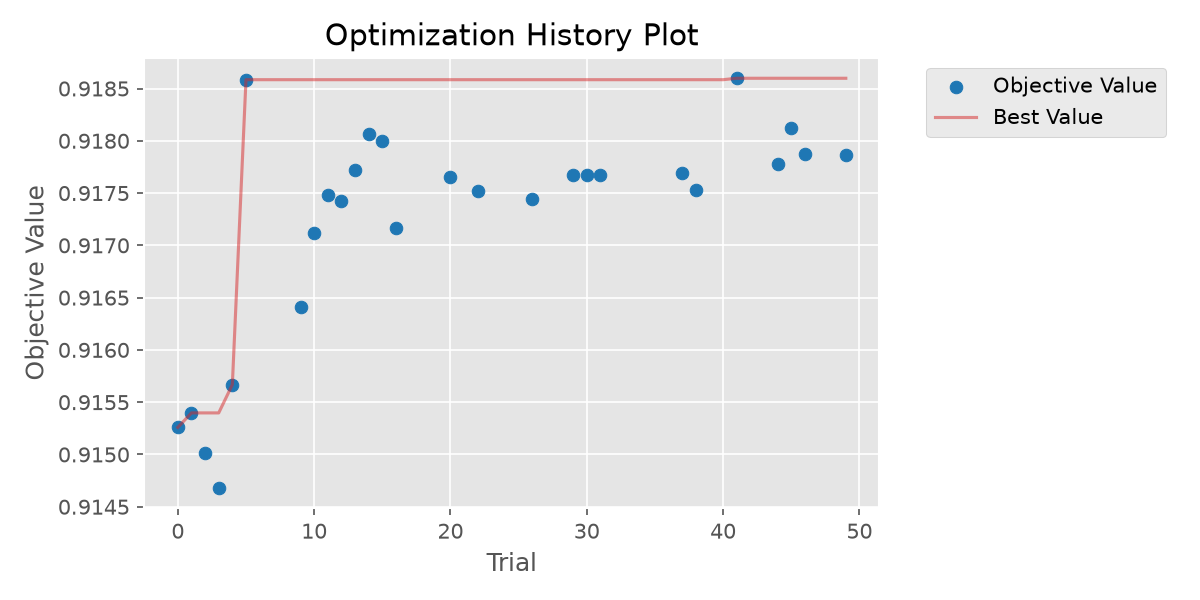 Optimization History Plot
Objective Value
Best Value
Objective Value
0.9185
0.9180
0.9175
0.9170
0.9165
0.9160
0.9155
0.9150
0.9145
0 10 20 30 40 50
Trial